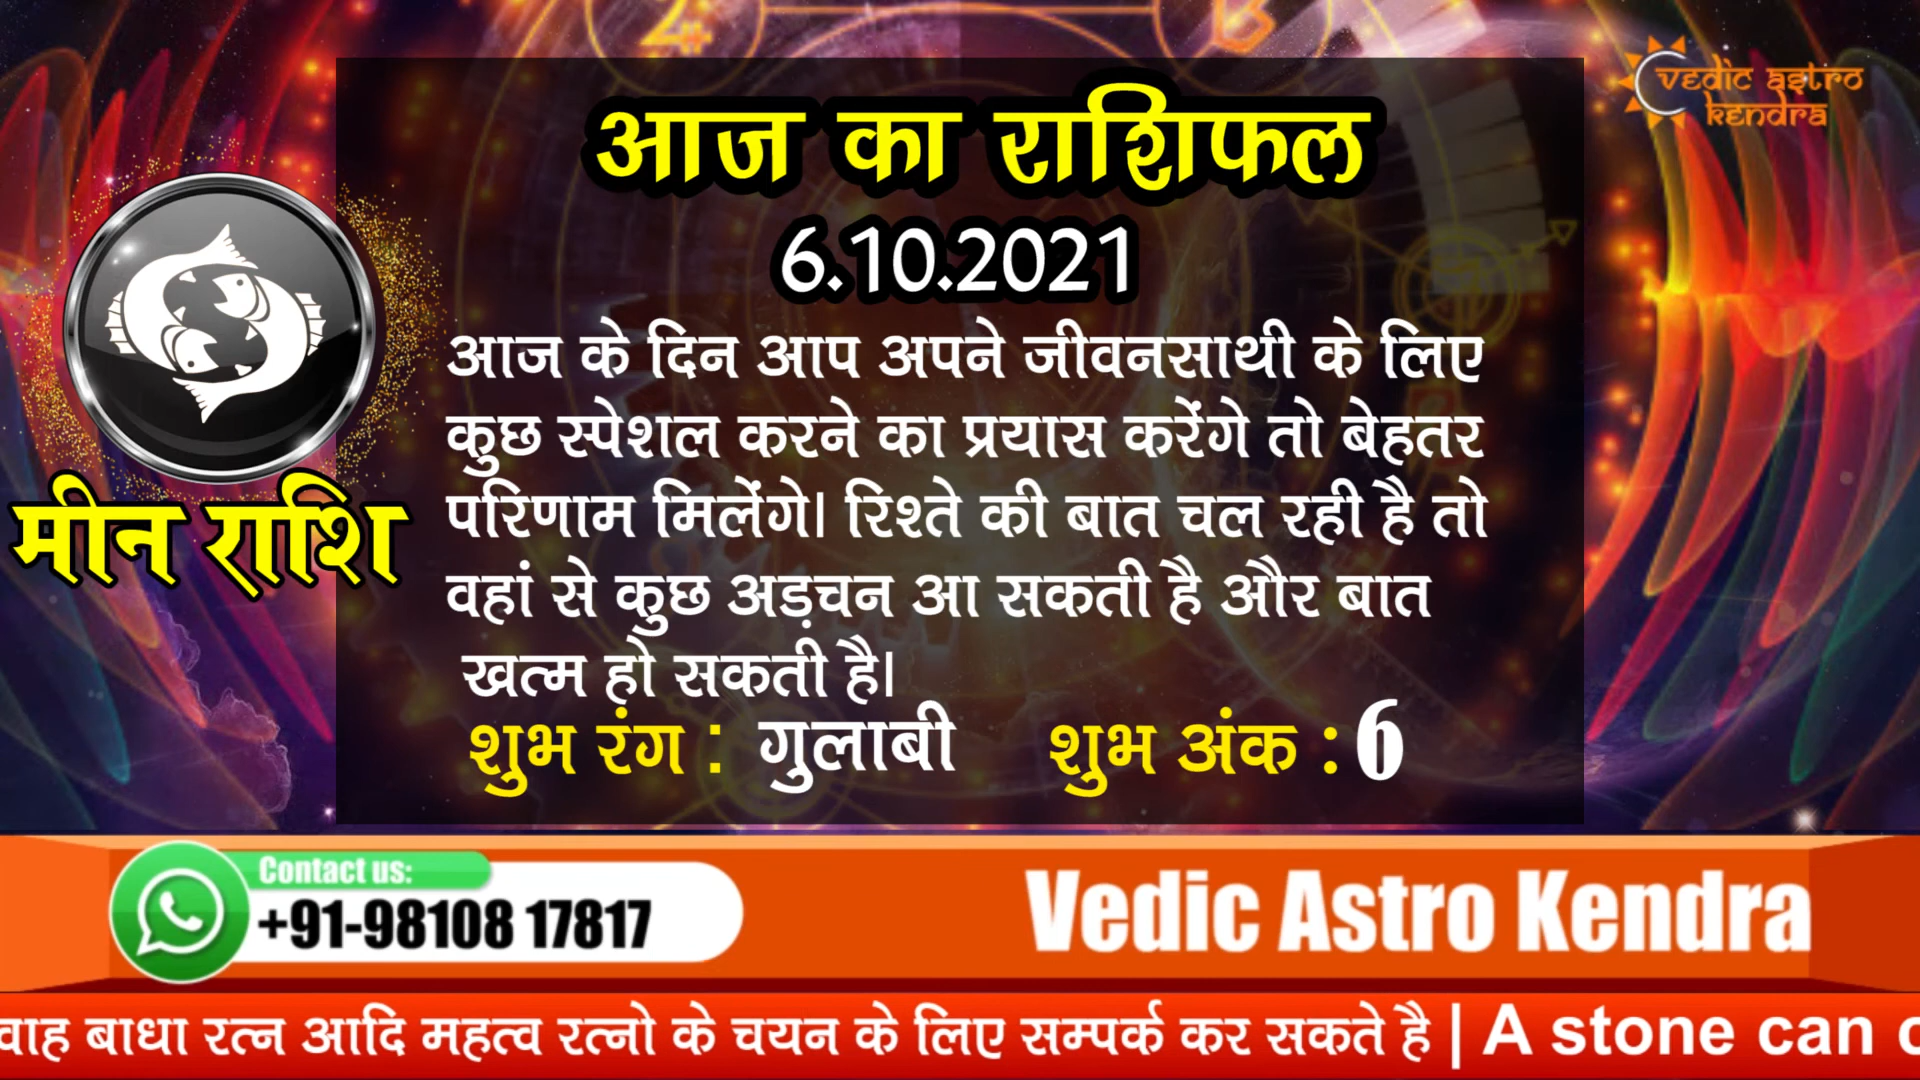 vedic astro
kendra
आज का राशिफल
6.10.2021
मीन राशि
आज के दिन आप अपने जीवनसाथी के लिए
कुछ स्पेशल करने का प्रयास करेंगे तो बेहतर
परिणाम मिलेंगे। रिश्ते की बात चल रही है तो
वहां से कुछ अड़चन आ सकती है और बात
खत्म हो सकती है।
शुभ रंग : गुलाबी शुभ अंक : 6
Contact us:
+91-98108 17817
Vedic Astro Kendra
वाह बाधा रत्न आदि महत्व रत्नो के चयन के लिए सम्पर्क कर सकते है | A stone can